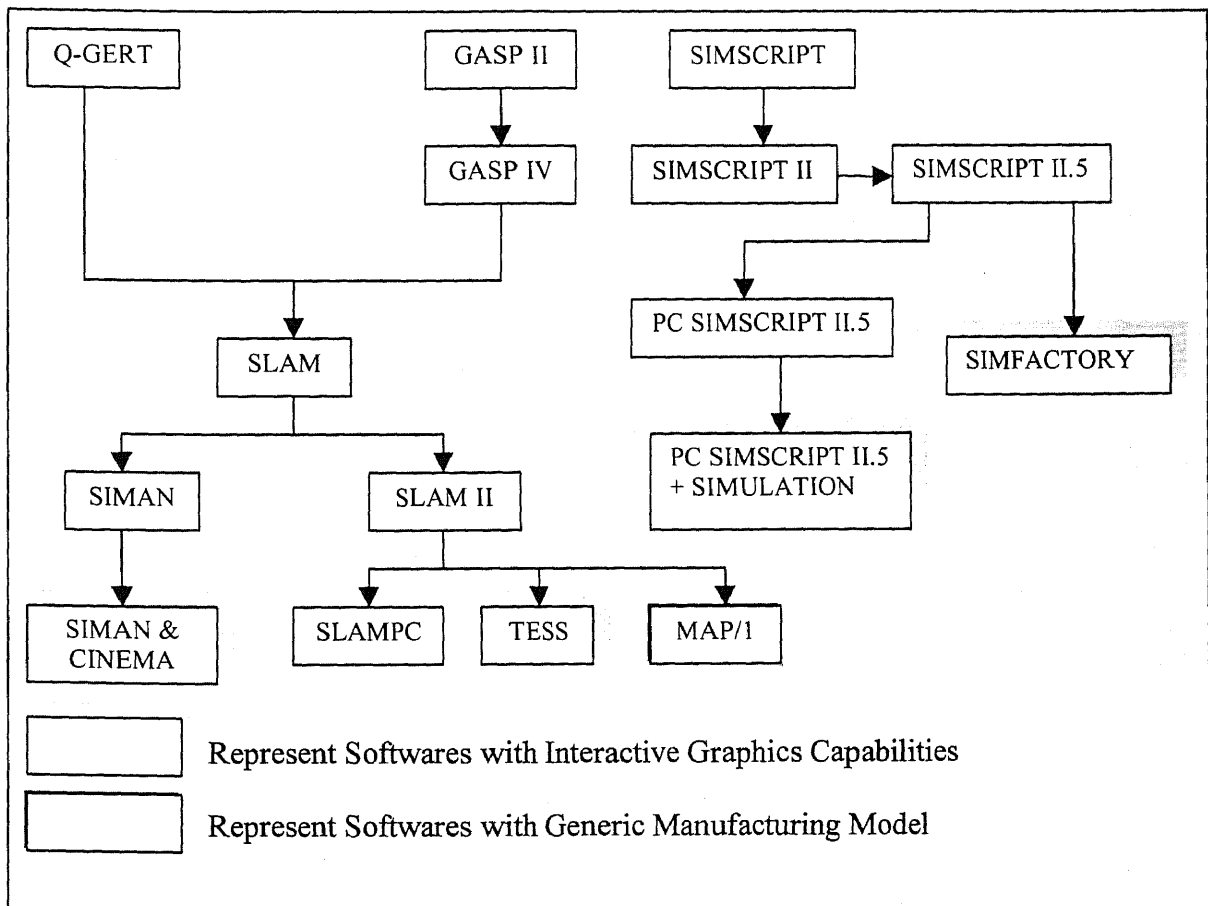 Q-GERT
GASP II
SIMSCRIPT
GASP IV
SIMSCRIPT II
SIMSCRIPT II.5
PC SIMSCRIPT II.5
SLAM
SIMFACTORY
PC SIMSCRIPT II.5
+ SIMULATION
SIMAN
SLAM II
SIMAN &
CINEMA
SLAMPC
TESS
MAP/1
Represent Softwares with Interactive Graphics Capabilities
Represent Softwares with Generic Manufacturing Model